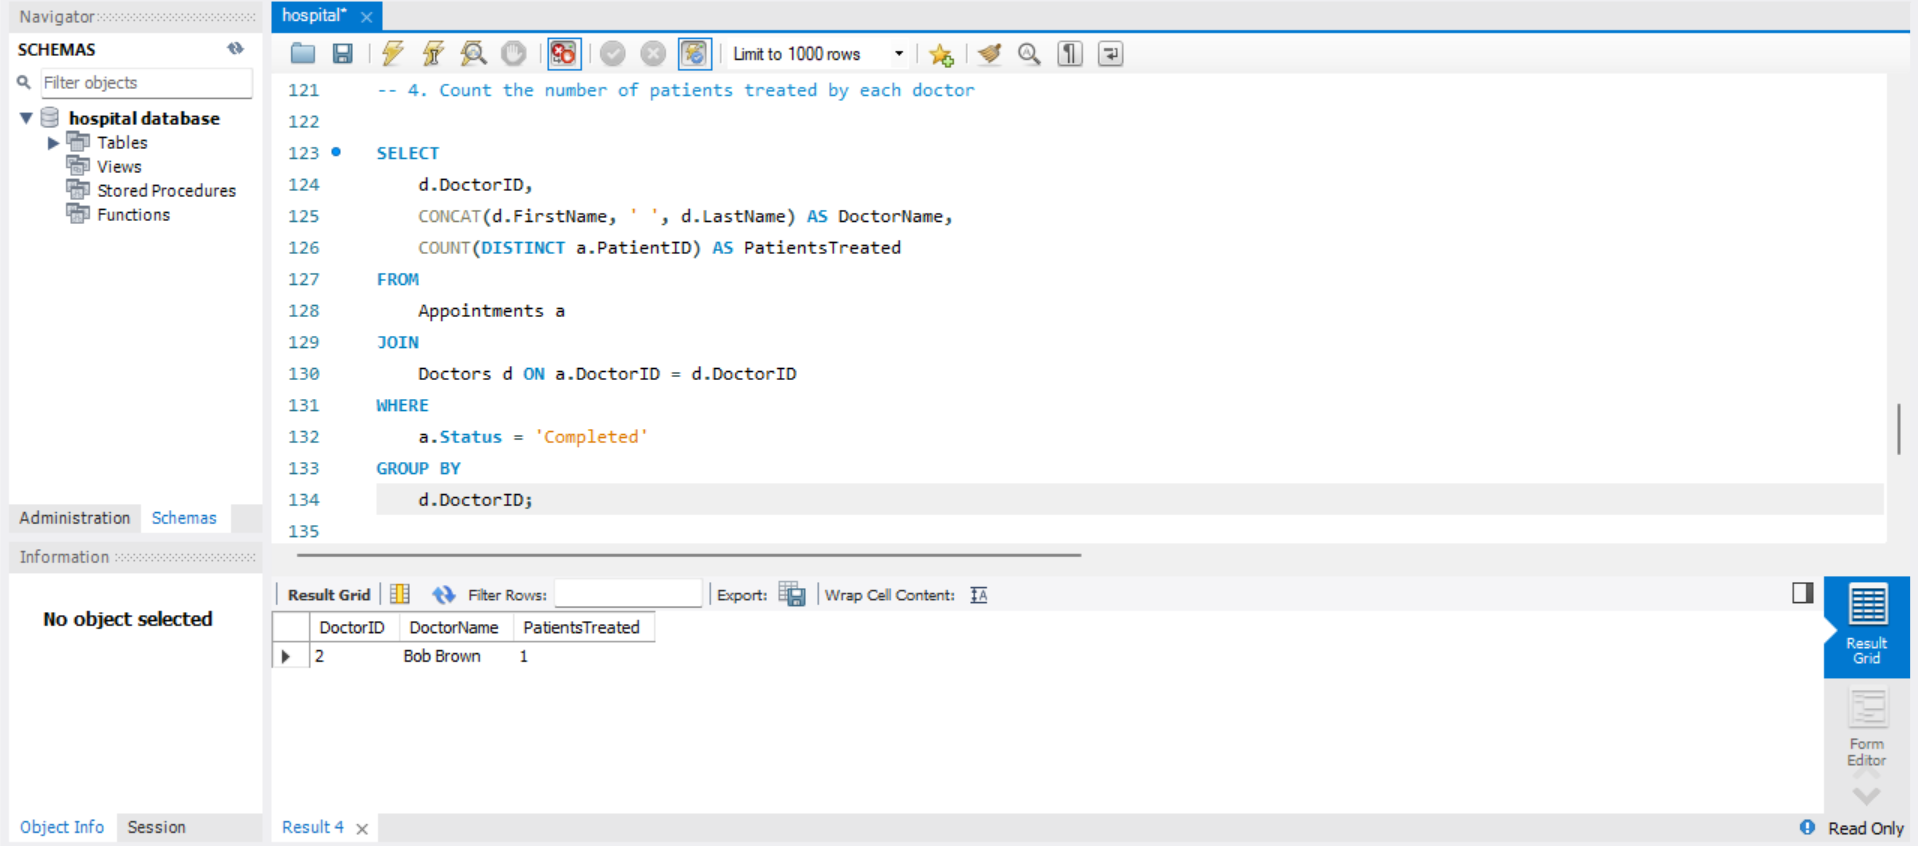 Navigator
SCHEMAS
Filter objects
hospital database
Tables
Views
Stored Procedures
Functions
Administration Schemas
Information
No object selected
Object Info Session
hospital*
Limit to 1000 rows
121 -- 4. Count the number of patients treated by each doctor
122
123 SELECT
124 d.DoctorID,
125 CONCAT(d.FirstName, ' ', d.LastName) AS DoctorName,
126 COUNT(DISTINCT a.PatientID) AS PatientsTreated
127 FROM
128 Appointments a
129 JOIN
130 Doctors d ON a.DoctorID = d.DoctorID
131 WHERE
132 a.Status = 'Completed'
133 GROUP BY
134 d.DoctorID;
135
Result Grid Filter Rows: Export: Wrap Cell Content:
DoctorID DoctorName PatientsTreated
2 Bob Brown 1
Result
Grid
Form
Editor
Result 4
Read Only